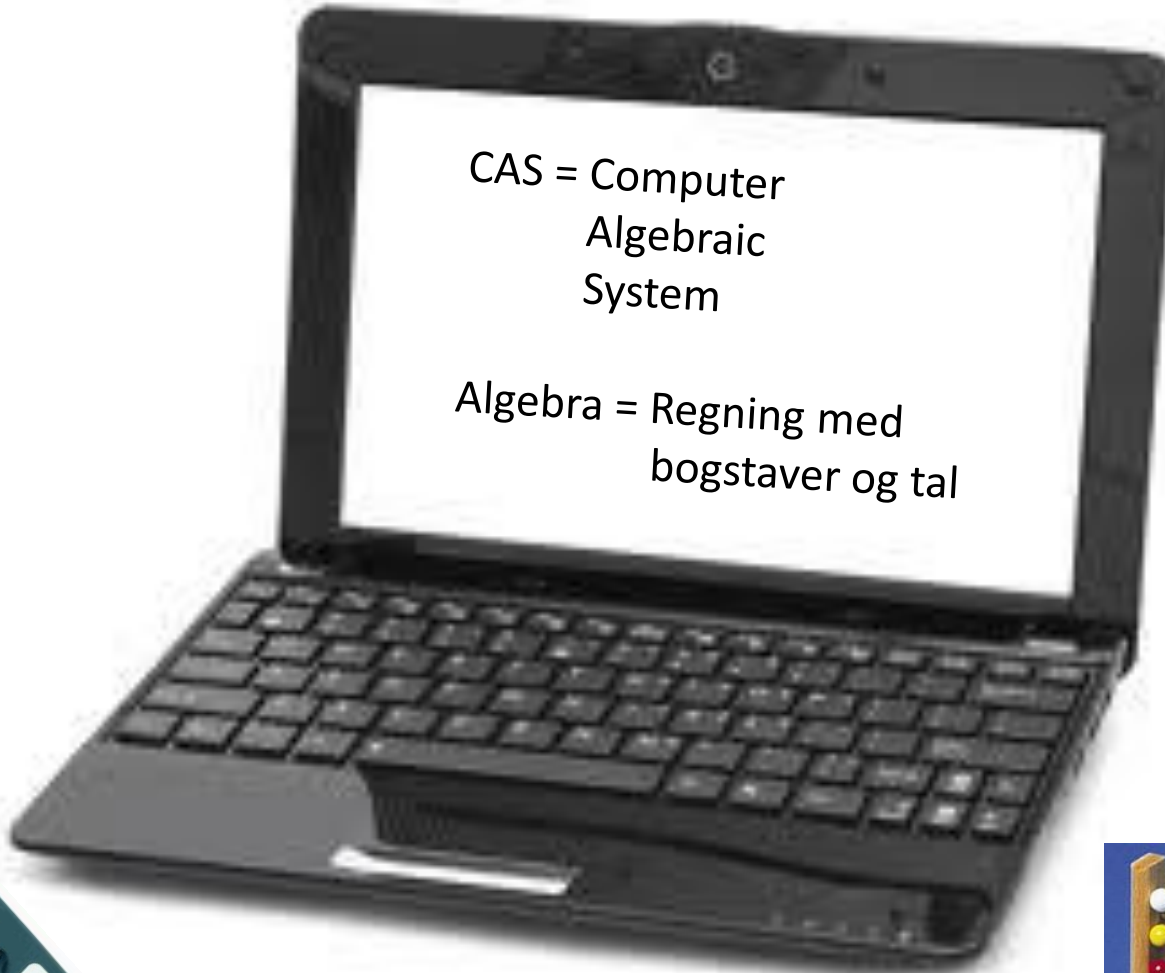 CAS = Computer
Algebraic
System
Algebra = Regning med
bogstaver og tal